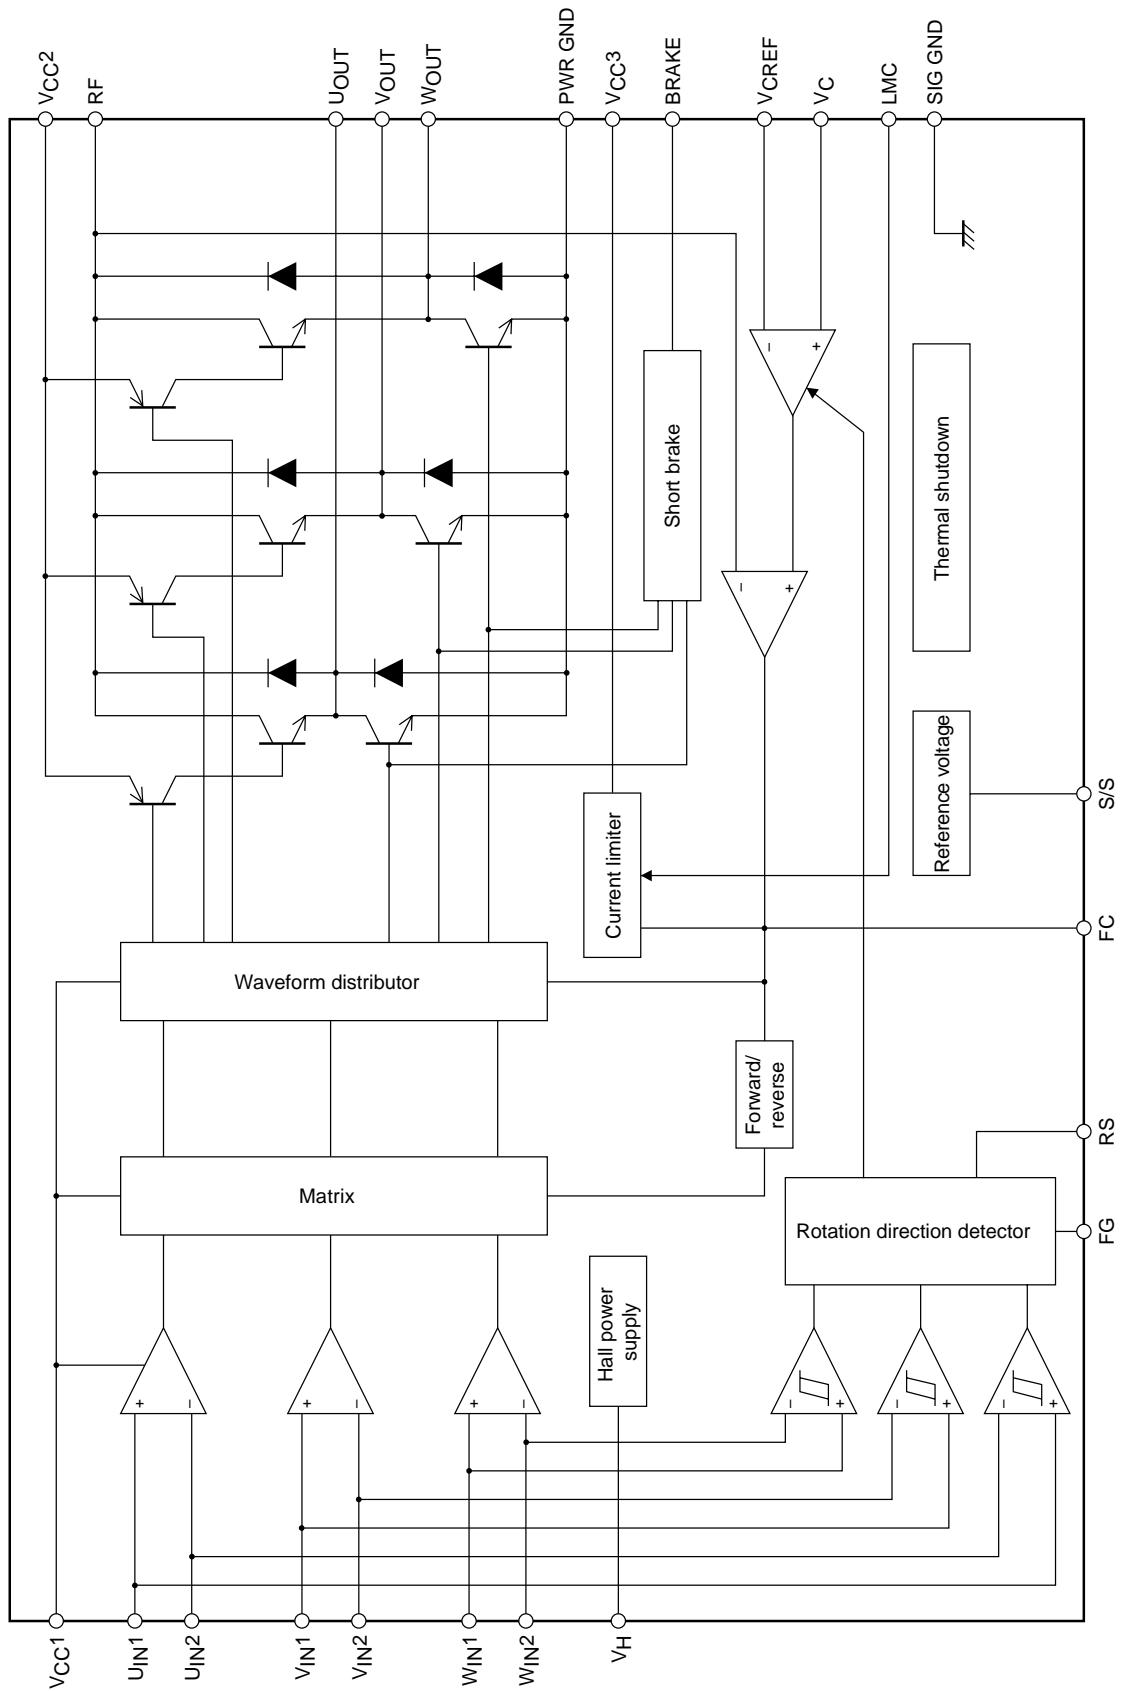 VCC2
RF
UOUT
VOUT
WOUT
PWR GND
VCC3
BRAKE
VCREF
VC
LMC
SIG GND
Short brake
Thermal shutdown
Reference voltage
Current limiter
Waveform distributor
Forward/
reverse
Matrix
Rotation direction detector
Hall power
supply
S/S
FC
RS
FG
+
−
+
−
+
−
−
+
−
+
−
+
−
+
−
+
VCC1
UIN1
UIN2
VIN1
VIN2
WIN1
WIN2
VH